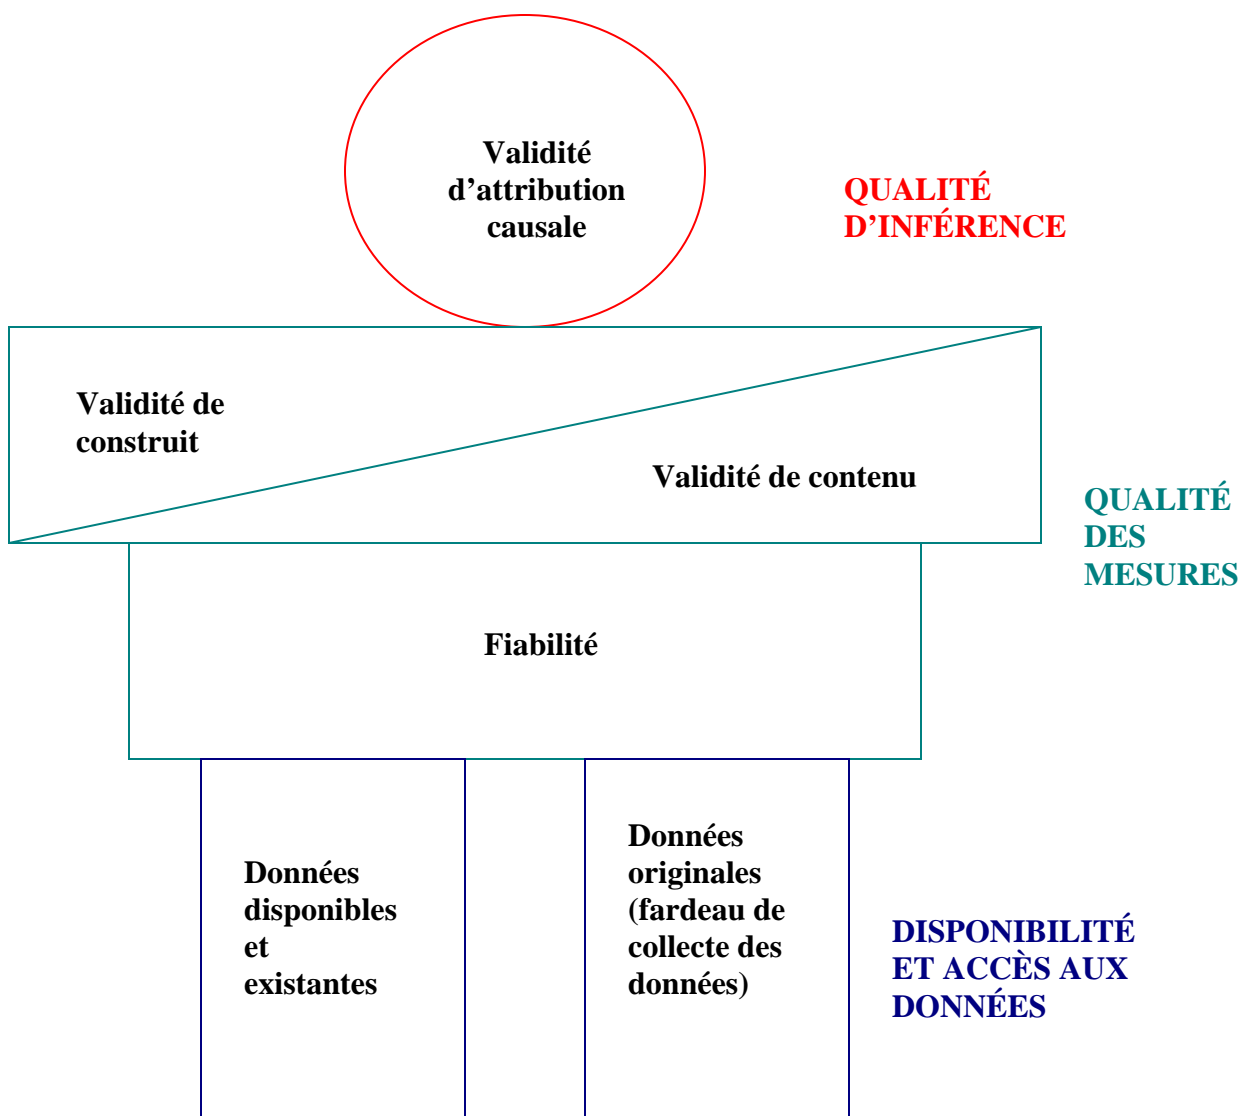 Validité
d’attribution
causale
QUALITÉ
D’INFÉRENCE
Validité de
construit
Validité de contenu
QUALITÉ
DES
MESURES
Fiabilité
Données
disponibles
et
existantes
Données
originales
(fardeau de
collecte des
données)
DISPONIBILITÉ
ET ACCÈS AUX
DONNÉES